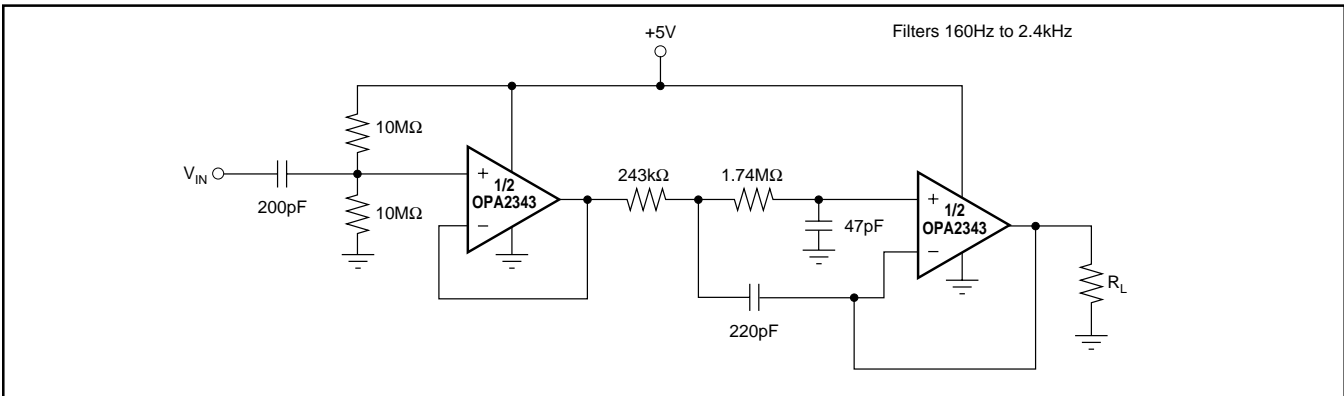 +5V
Filters 160Hz to 2.4kHz
10MΩ
V_IN
+
1/2
OPA2343
−
200pF
10MΩ
243kΩ
1.74MΩ
47pF
220pF
+
1/2
OPA2343
−
R_L